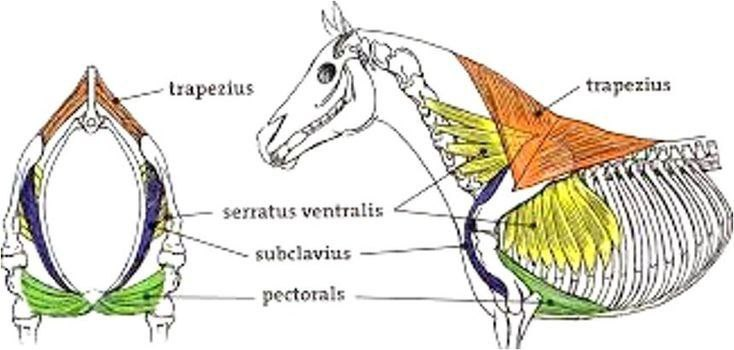 trapezius
trapezius
serratus ventralis
subclavius
pectorals